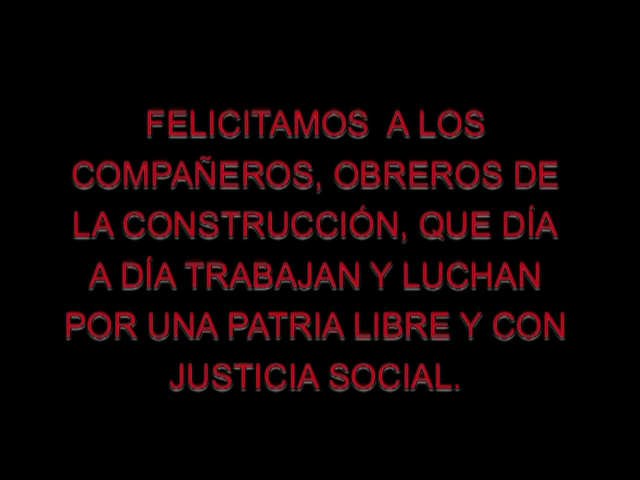 FELICITAMOS  A LOS
COMPAÑEROS, OBREROS DE
LA CONSTRUCCIÓN, QUE DÍA
A DÍA TRABAJAN Y LUCHAN
POR UNA PATRIA LIBRE Y CON
JUSTICIA SOCIAL.